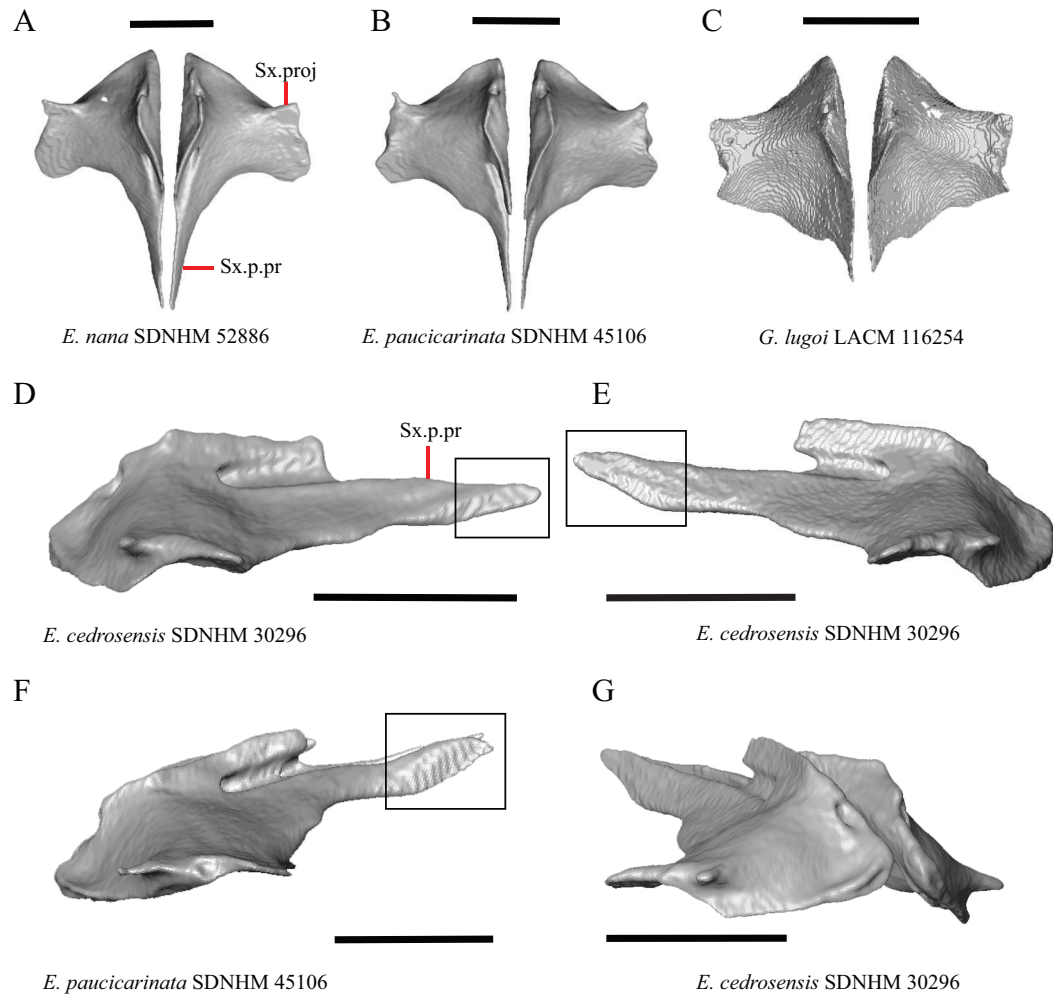 A
B
C
Sx.proj
Sx.p.pr
E. nana SDNHM 52886
E. paucicarinata SDNHM 45106
G. lugoi LACM 116254
D
E
Sx.p.pr
E. cedrosensis SDNHM 30296
E. cedrosensis SDNHM 30296
F
G
E. paucicarinata SDNHM 45106
E. cedrosensis SDNHM 30296